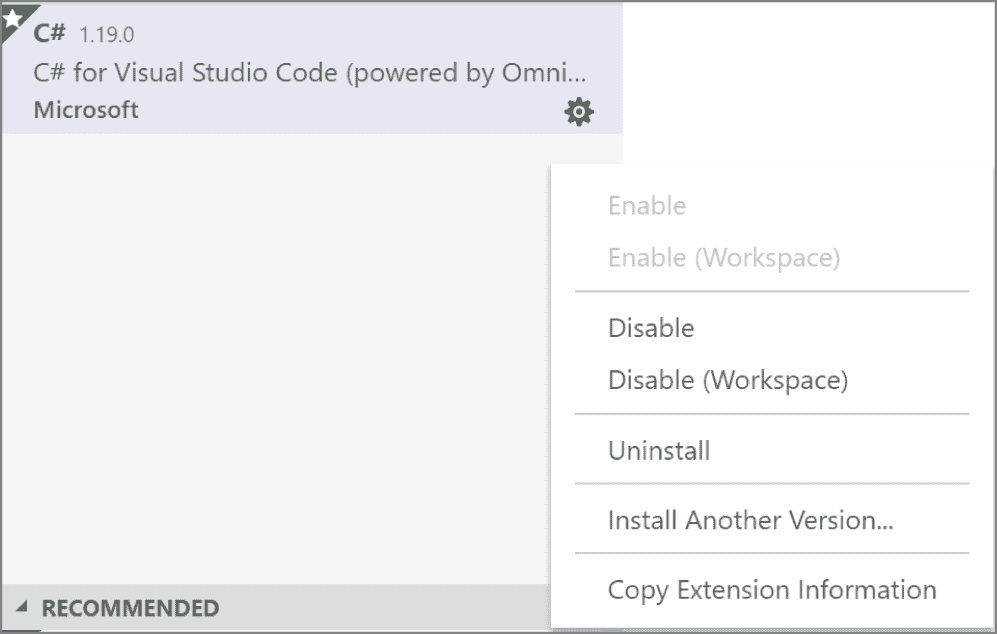 C# 1.19.0
C# for Visual Studio Code (powered by Omni...
Microsoft
Enable
Enable (Workspace)
Disable
Disable (Workspace)
Uninstall
Install Another Version...
Copy Extension Information
RECOMMENDED